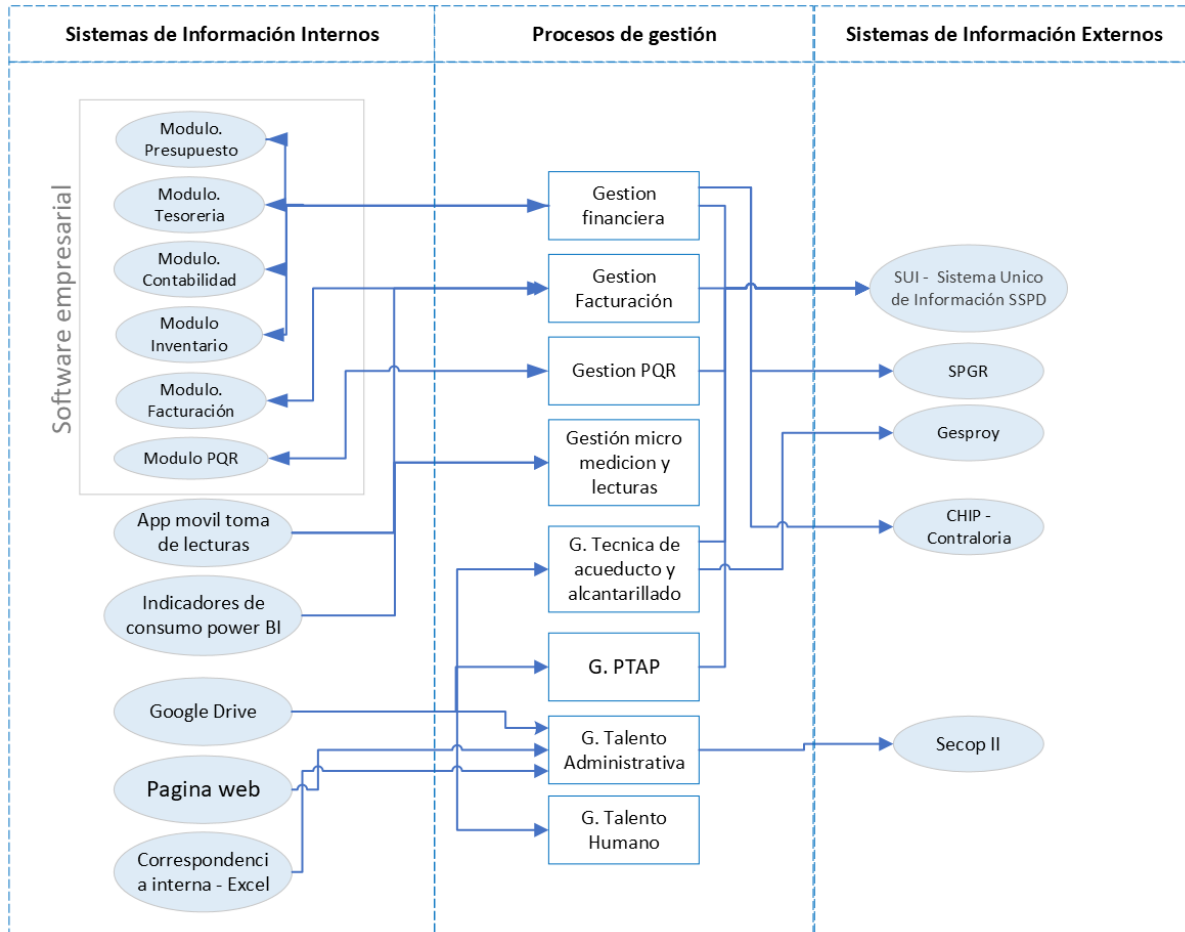 Sistemas de Información Internos
Procesos de gestión
Sistemas de Información Externos
Software empresarial
Modulo.
Presupuesto
Modulo.
Tesoreria
Modulo.
Contabilidad
Modulo
Inventario
Modulo.
Facturación
Modulo PQR
App movil toma
de lecturas
Indicadores de
consumo power BI
Google Drive
Pagina web
Correspondenci
a interna - Excel
Gestion
financiera
Gestion
Facturación
Gestion PQR
Gestión micro
medicion y
lecturas
G. Tecnica de
acueducto y
alcantarillado
G. PTAP
G. Talento
Administrativa
G. Talento
Humano
SUI - Sistema Unico
de Información SSPD
SPGR
Gesproy
CHIP -
Contraloria
Secop II